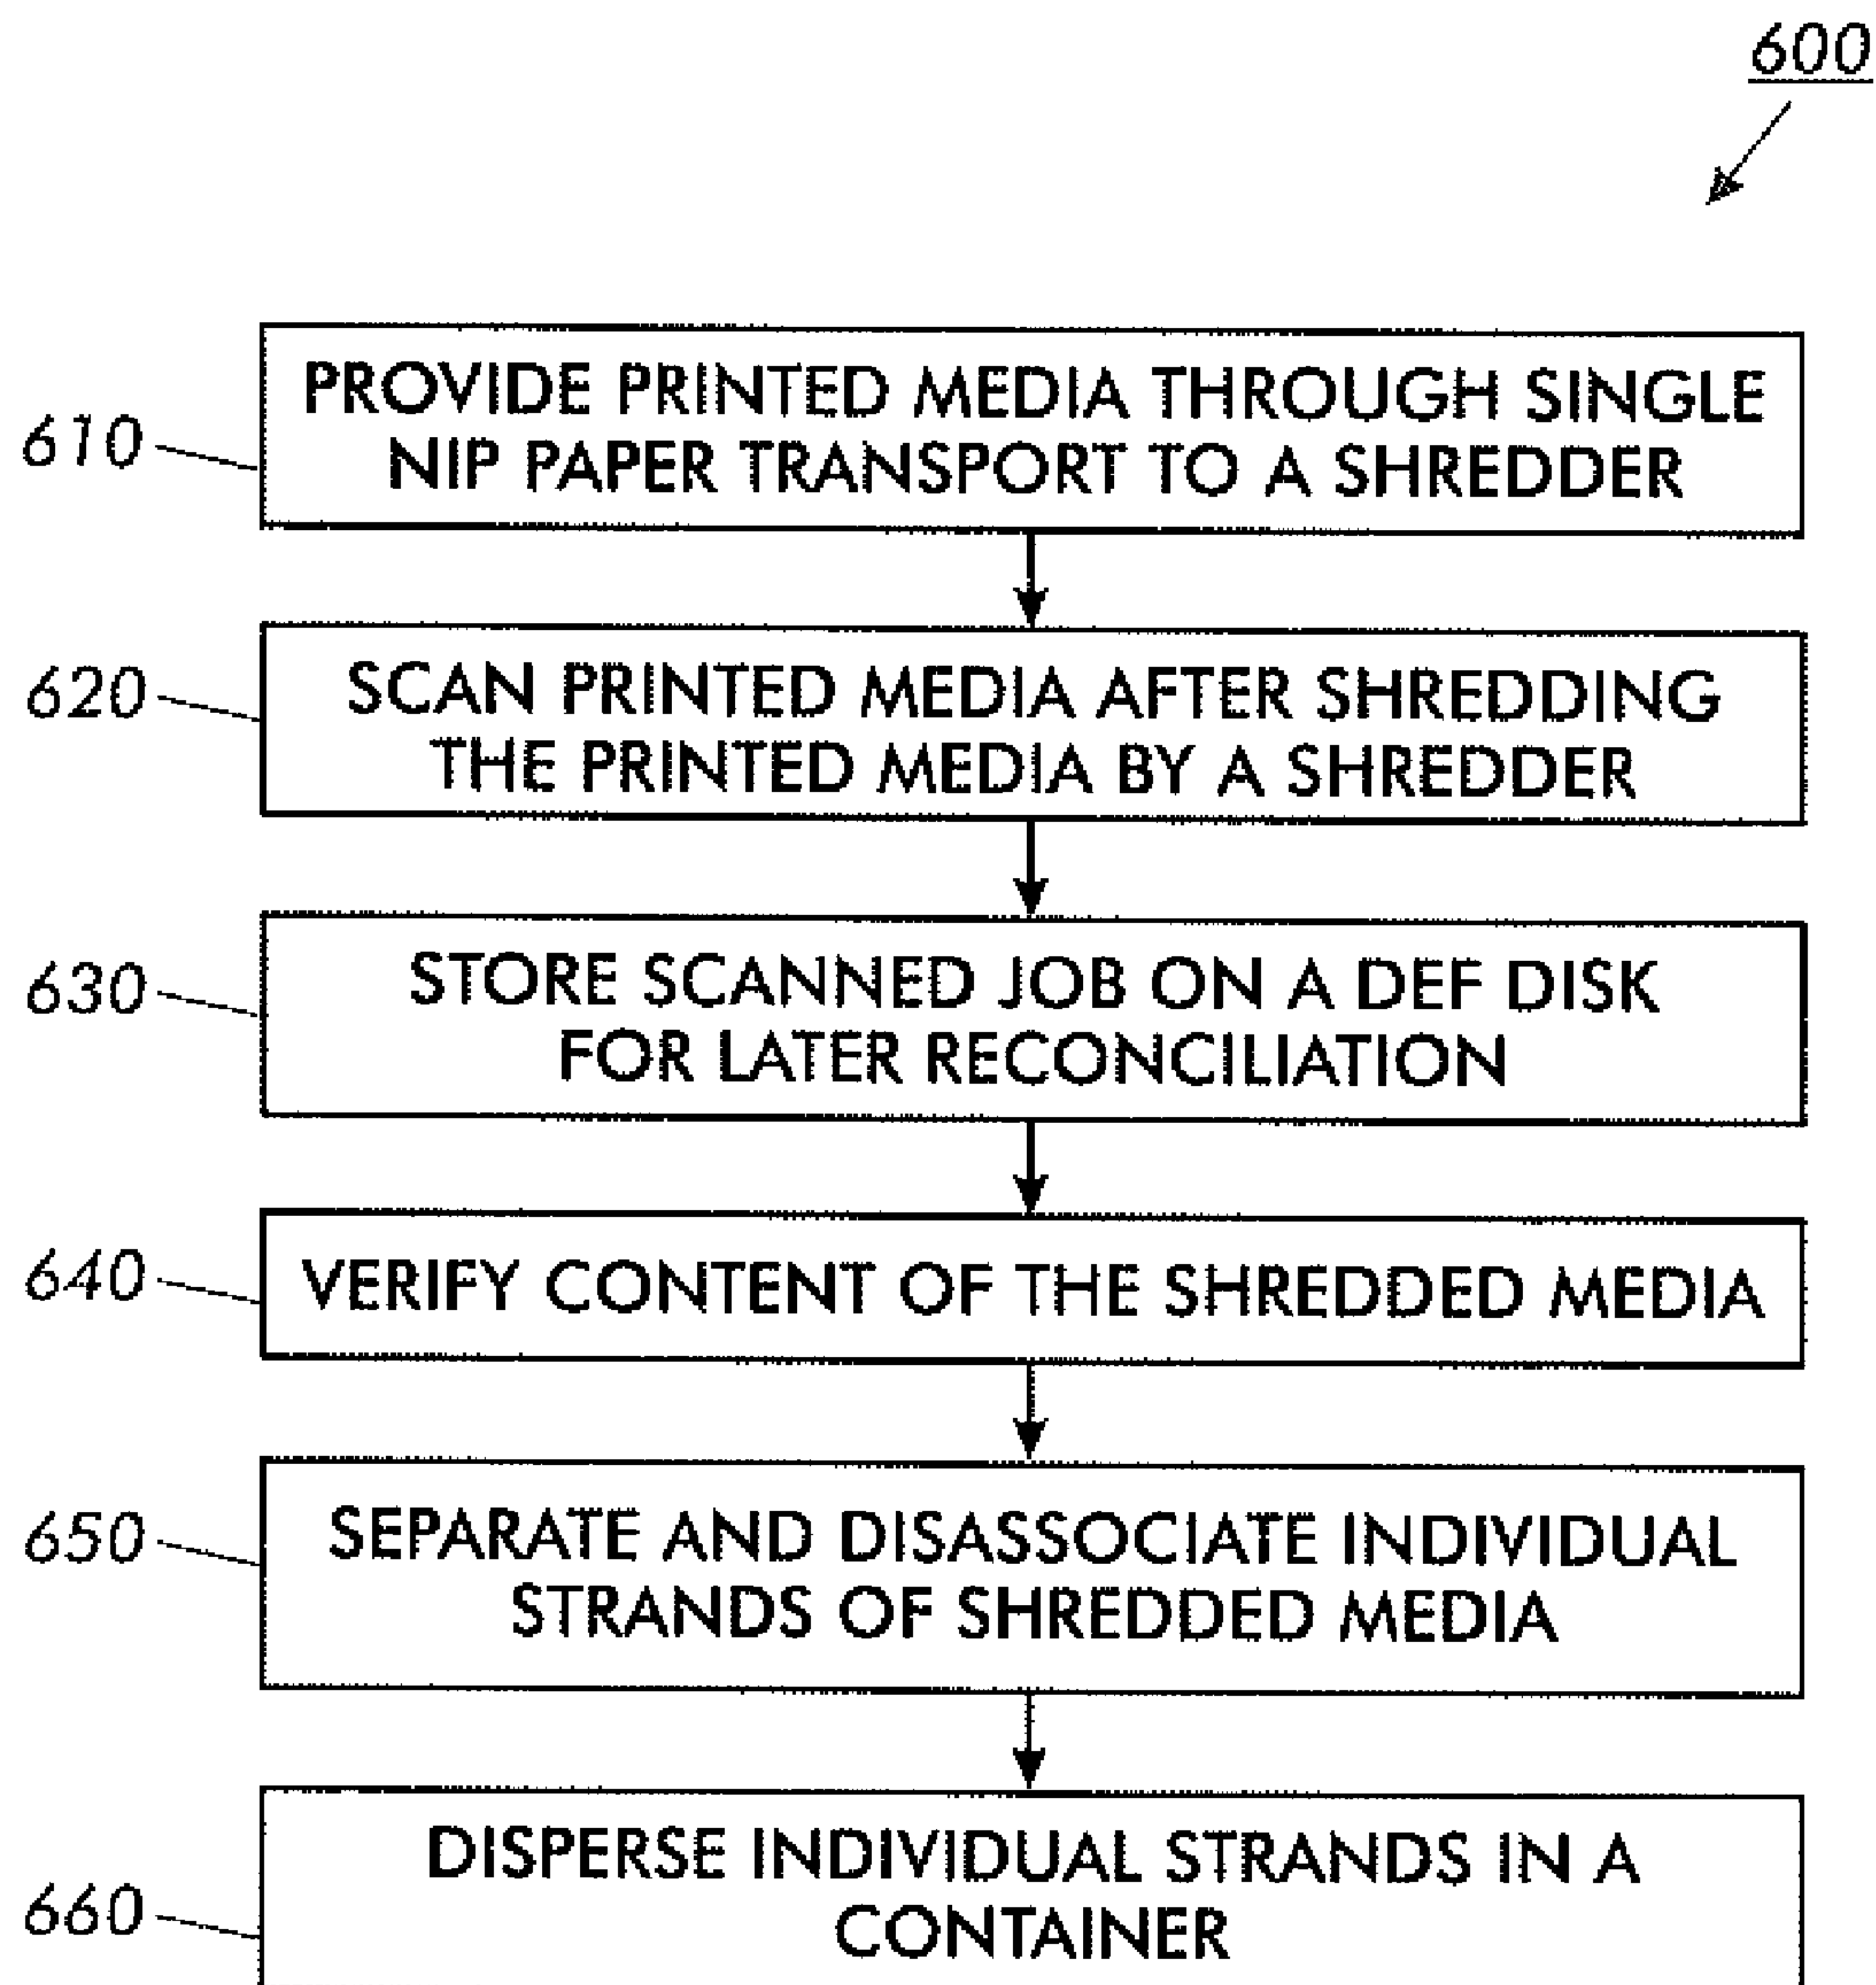 600
610
PROVIDE PRINTED MEDIA THROUGH SINGLE
NIP PAPER TRANSPORT TO A SHREDDER
620
SCAN PRINTED MEDIA AFTER SHREDDING
THE PRINTED MEDIA BY A SHREDDER
630
STORE SCANNED JOB ON A DEF DISK
FOR LATER RECONCILIATION
640
VERIFY CONTENT OF THE SHREDDED MEDIA
650
SEPARATE AND DISASSOCIATE INDIVIDUAL
STRANDS OF SHREDDED MEDIA
660
DISPERSE INDIVIDUAL STRANDS IN A
CONTAINER